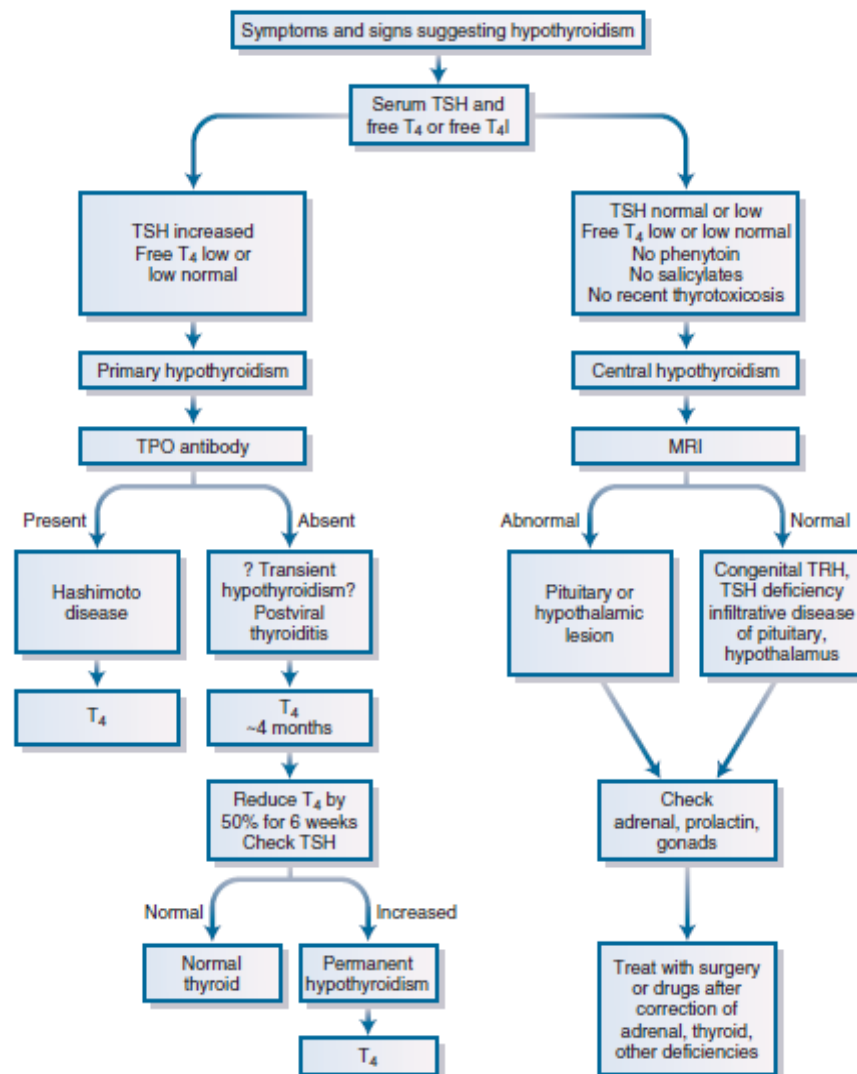 Symptoms and signs suggesting hypothyroidism
Serum TSH and
free T₄ or free T₄I
TSH increased
Free T₄ low or
low normal
TSH normal or low
Free T₄ low or low normal
No phenytoin
No salicylates
No recent thyrotoxicosis
Primary hypothyroidism
Central hypothyroidism
TPO antibody
MRI
Present
Absent
Abnormal
Normal
Hashimoto
disease
? Transient
hypothyroidism?
Postviral
thyroiditis
Pituitary or
hypothalamic
lesion
Congenital TRH,
TSH deficiency
infiltrative disease
of pituitary,
hypothalamus
T₄
T₄
~4 months
Reduce T₄ by
50% for 6 weeks
Check TSH
Check
adrenal, prolactin,
gonads
Normal
Increased
Normal
thyroid
Permanent
hypothyroidism
Treat with surgery
or drugs after
correction of
adrenal, thyroid,
other deficiencies
T₄